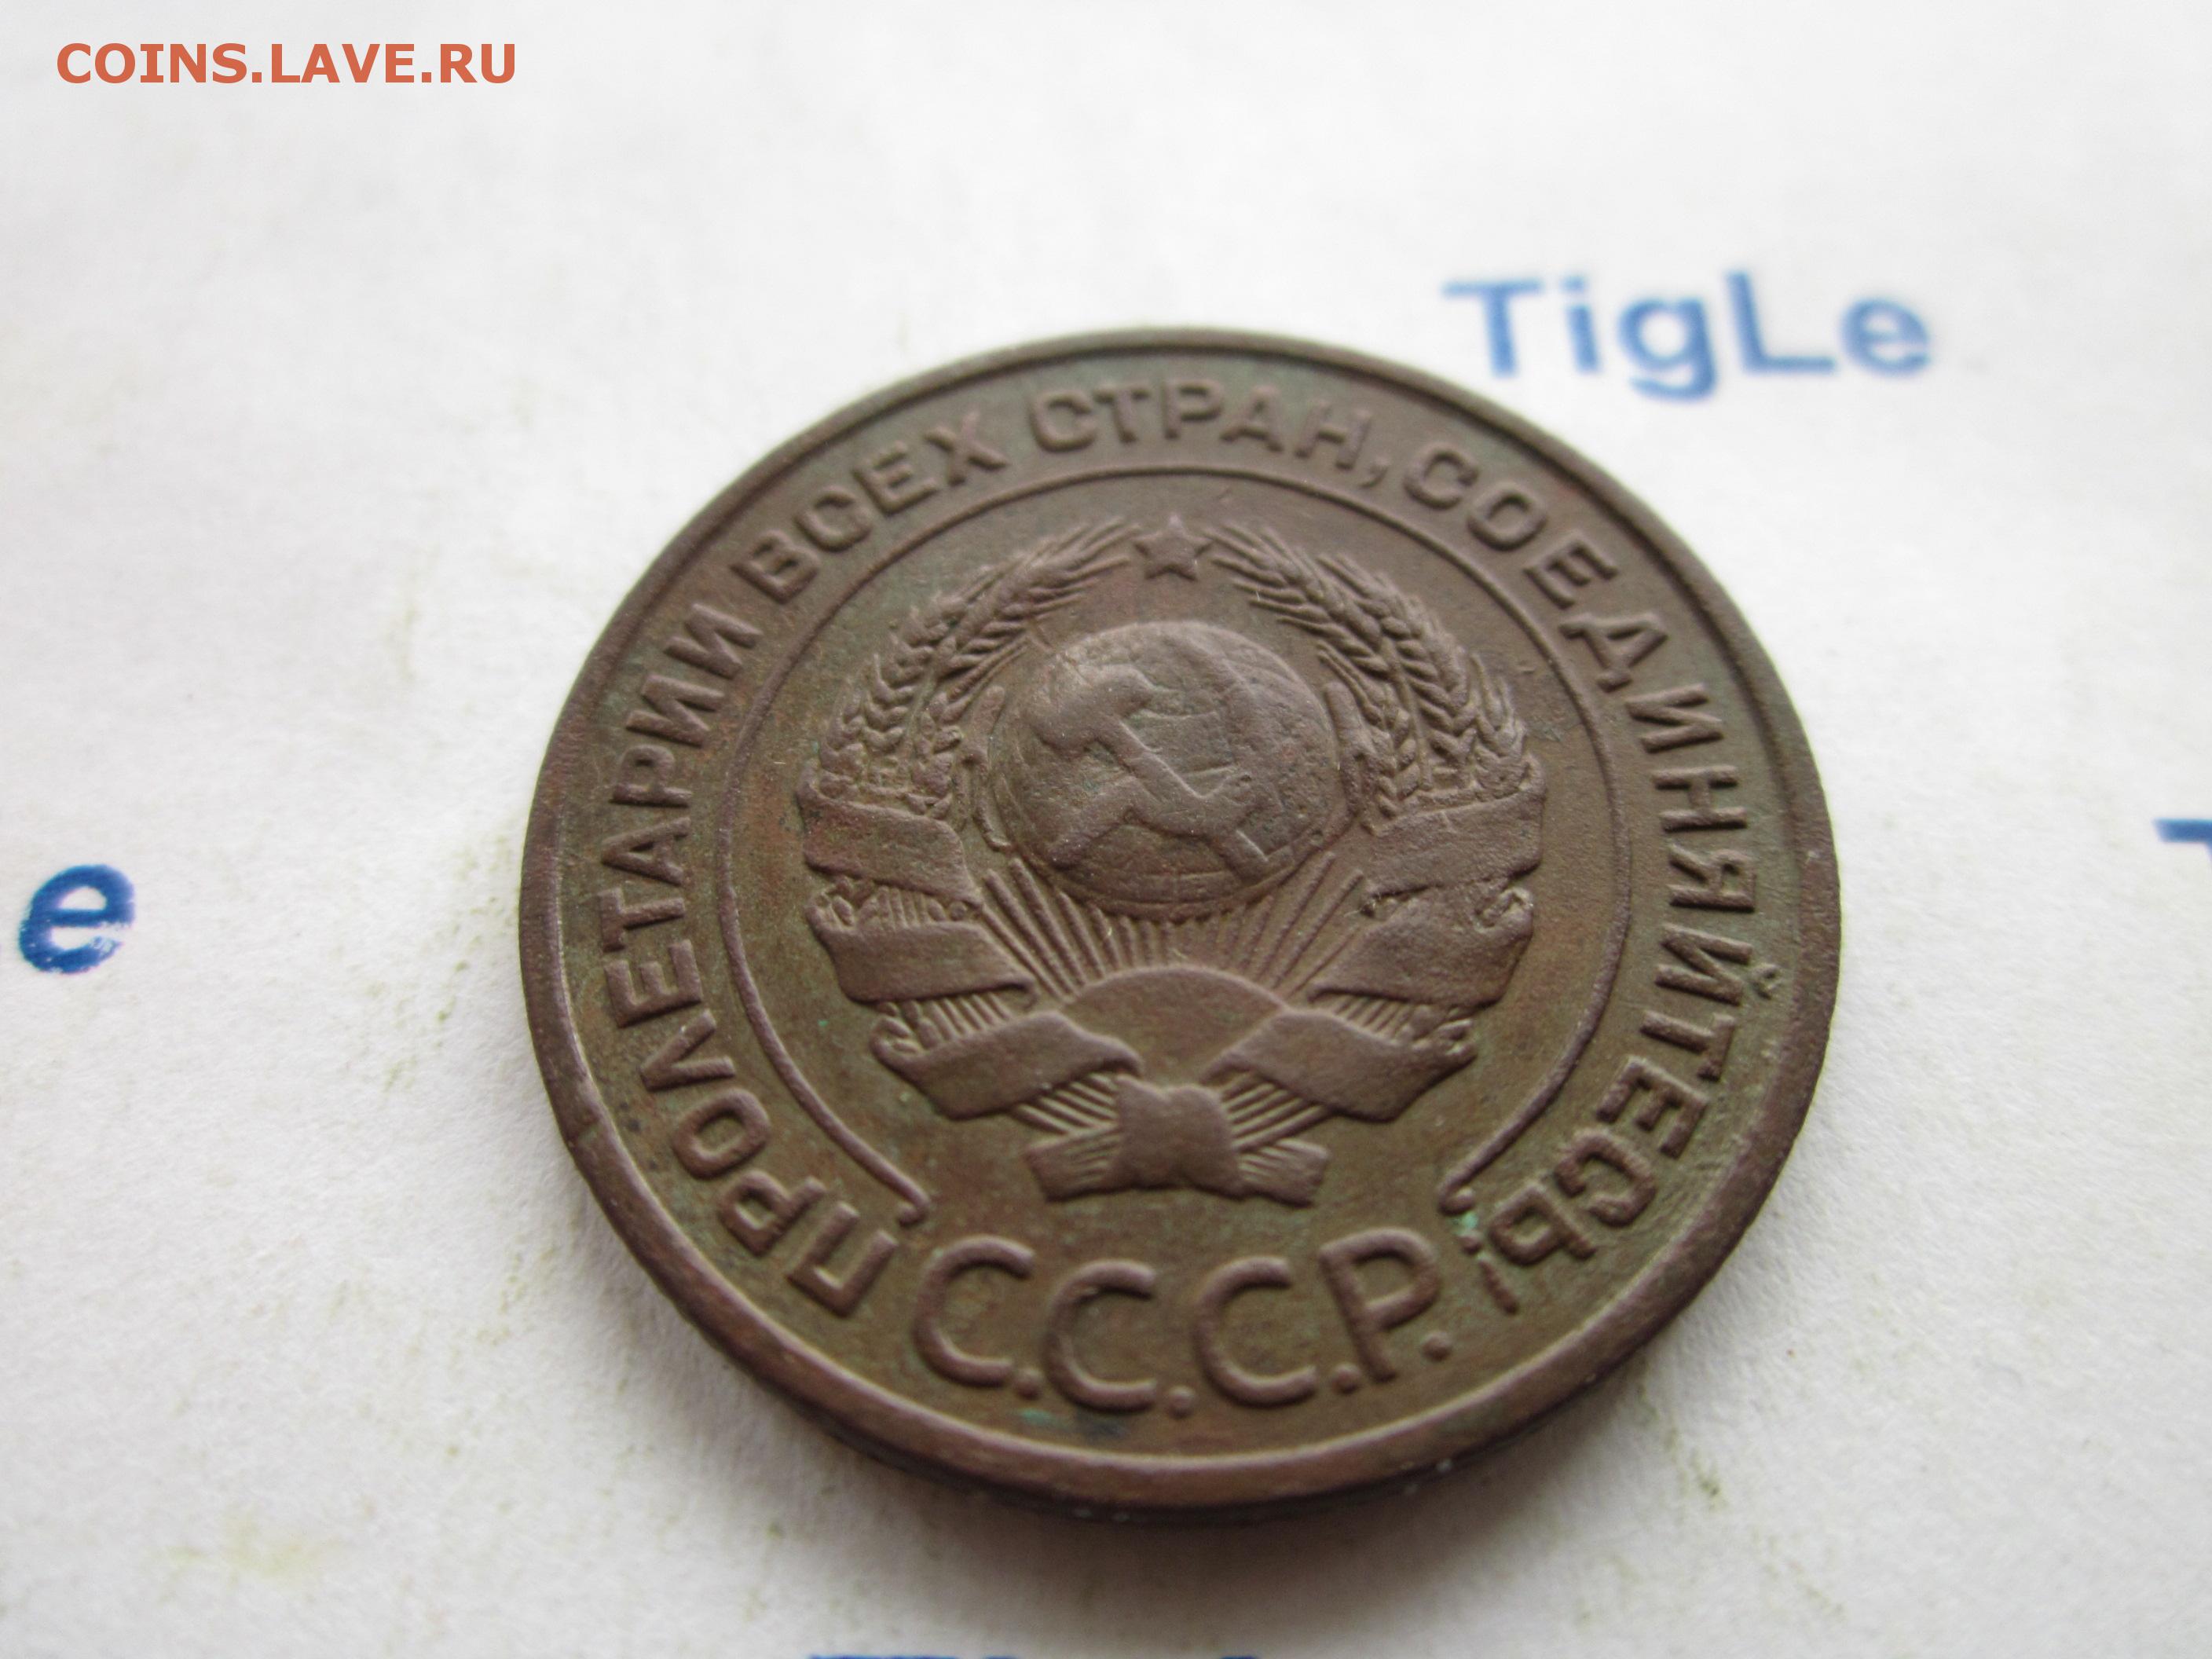 COINS.LAVE.RU
TigLe
ПРОЛЕТАРИИ ВСЕХ СТРАН, СОЕДИНЯЙТЕСЬ!
С.С.С.Р.